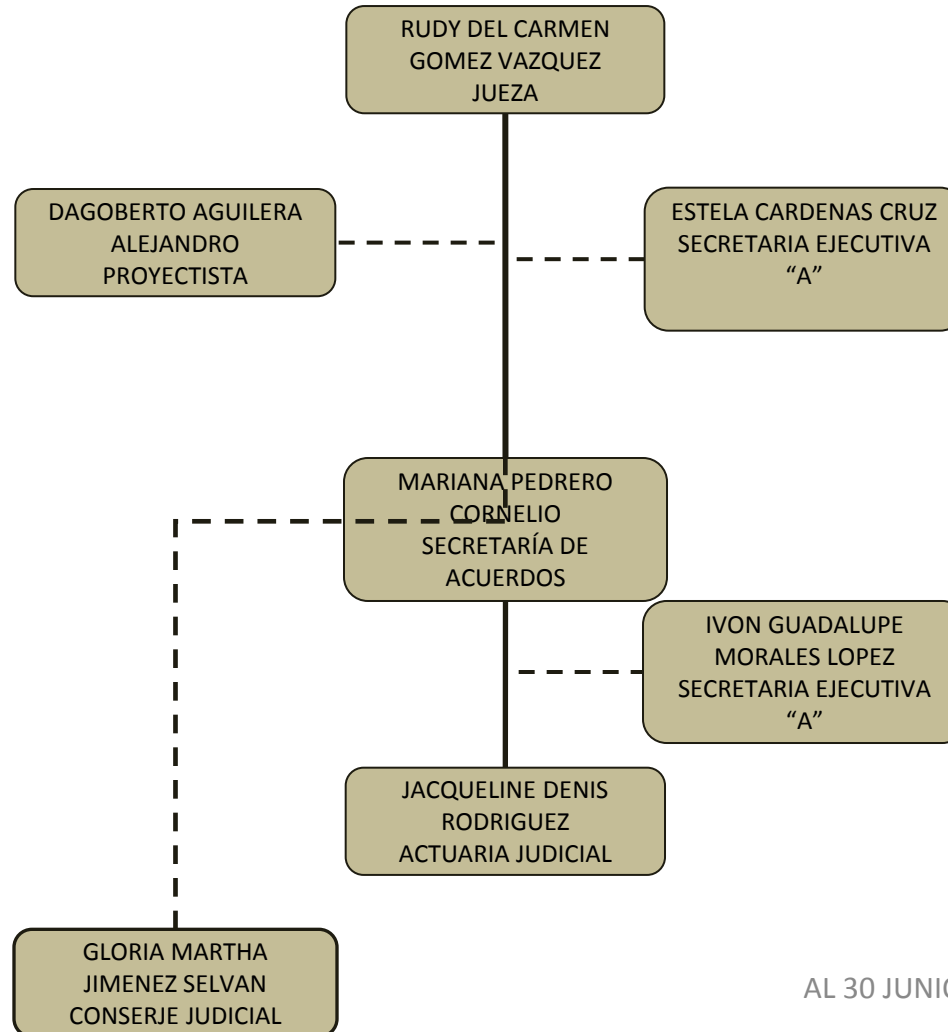 RUDY DEL CARMEN
GOMEZ VAZQUEZ
JUEZA
DAGOBERTO AGUILERA
ALEJANDRO
PROYECTISTA
ESTELA CARDENAS CRUZ
SECRETARIA EJECUTIVA
“A”
MARIANA PEDRERO
CORNELIO
SECRETARÍA DE
ACUERDOS
IVON GUADALUPE
MORALES LOPEZ
SECRETARIA EJECUTIVA
“A”
JACQUELINE DENIS
RODRIGUEZ
ACTUARIA JUDICIAL
GLORIA MARTHA
JIMENEZ SELVAN
CONSERJE JUDICIAL
AL 30 JUNIO